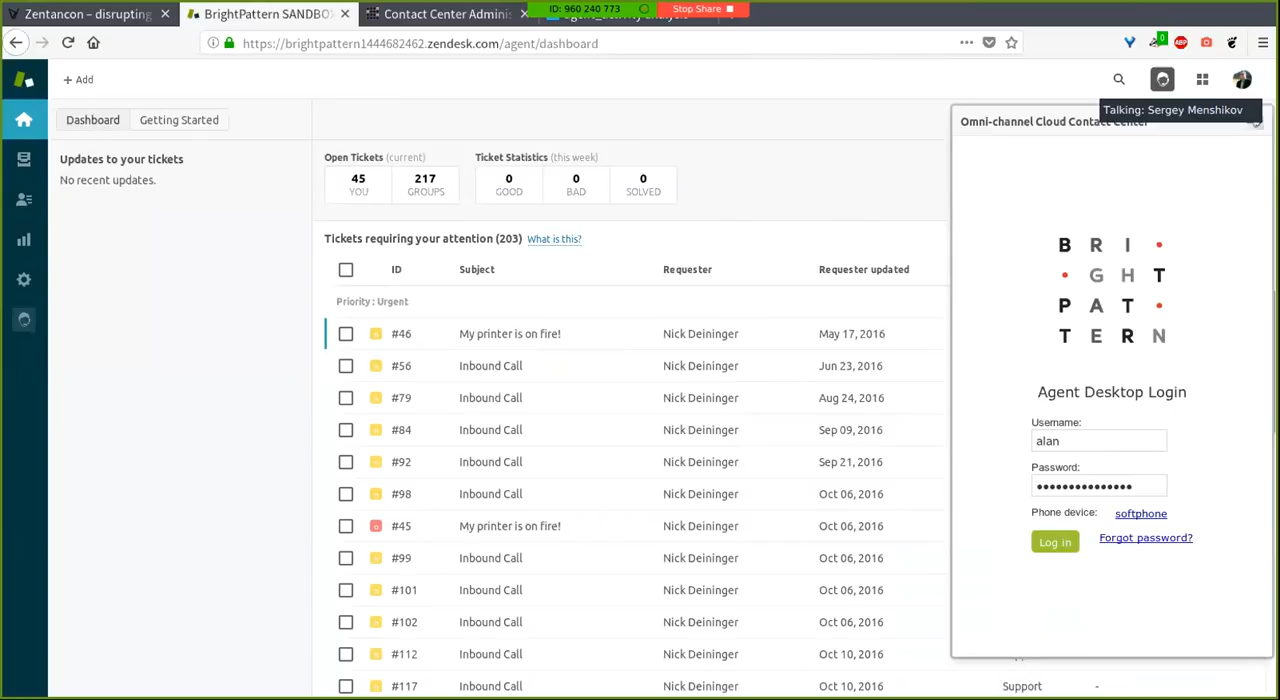 Zentancon – disrupting
BrightPattern SANDBO
Contact Center Adminis
ID: 960 240 773
Stop Share
https://brightpattern1444682462.zendesk.com/agent/dashboard
0
ABP
+ Add
Talking: Sergey Menshikov
Dashboard
Getting Started
Omni-channel Cloud Contact Center
Updates to your tickets
No recent updates.
Open Tickets (current)
Ticket Statistics (this week)
45
217
0
0
0
YOU
GROUPS
GOOD
BAD
SOLVED
Tickets requiring your attention (203) What is this?
ID Subject Requester Requester updated
Priority : Urgent
#46 My printer is on fire! Nick Deininger May 17, 2016
#56 Inbound Call Nick Deininger Jun 23, 2016
#79 Inbound Call Nick Deininger Aug 24, 2016
#84 Inbound Call Nick Deininger Sep 09, 2016
#92 Inbound Call Nick Deininger Sep 21, 2016
#98 Inbound Call Nick Deininger Oct 06, 2016
o #45 My printer is on fire! Nick Deininger Oct 06, 2016
#99 Inbound Call Nick Deininger Oct 06, 2016
#101 Inbound Call Nick Deininger Oct 06, 2016
#102 Inbound Call Nick Deininger Oct 06, 2016
#112 Inbound Call Nick Deininger Oct 10, 2016
#117 Inbound Call Nick Deininger Oct 10, 2016 Support -
B R I •
• G H T
P A T •
T E R N
Agent Desktop Login
Username:
alan
Password:
•••••••••••••••
Phone device: softphone
Log in
Forgot password?